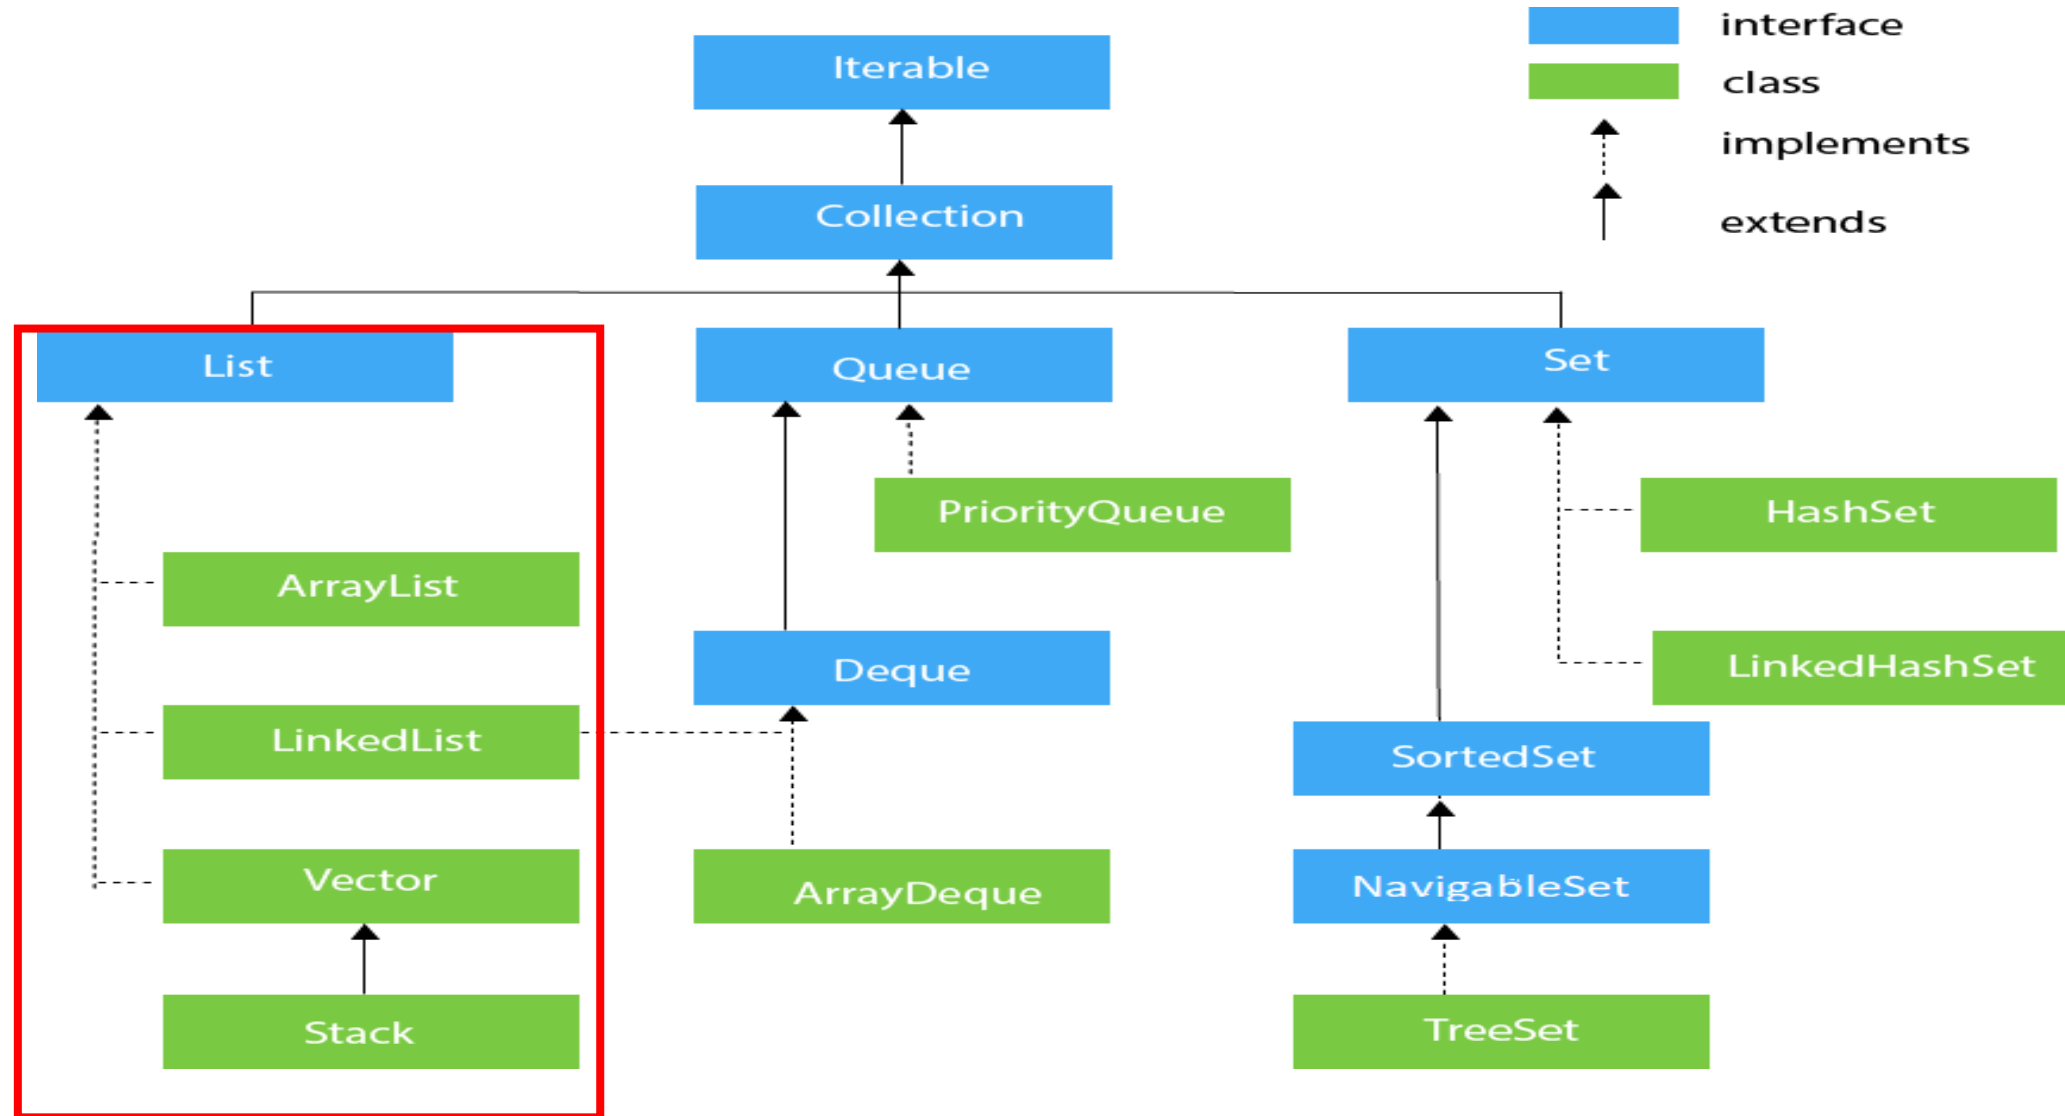 interface
Iterable
class
implements
Collection
extends
List
Queue
Set
PriorityQueue
HashSet
ArrayList
Deque
LinkedHashSet
LinkedList
SortedSet
Vector
ArrayDeque
NavigableSet
Stack
TreeSet